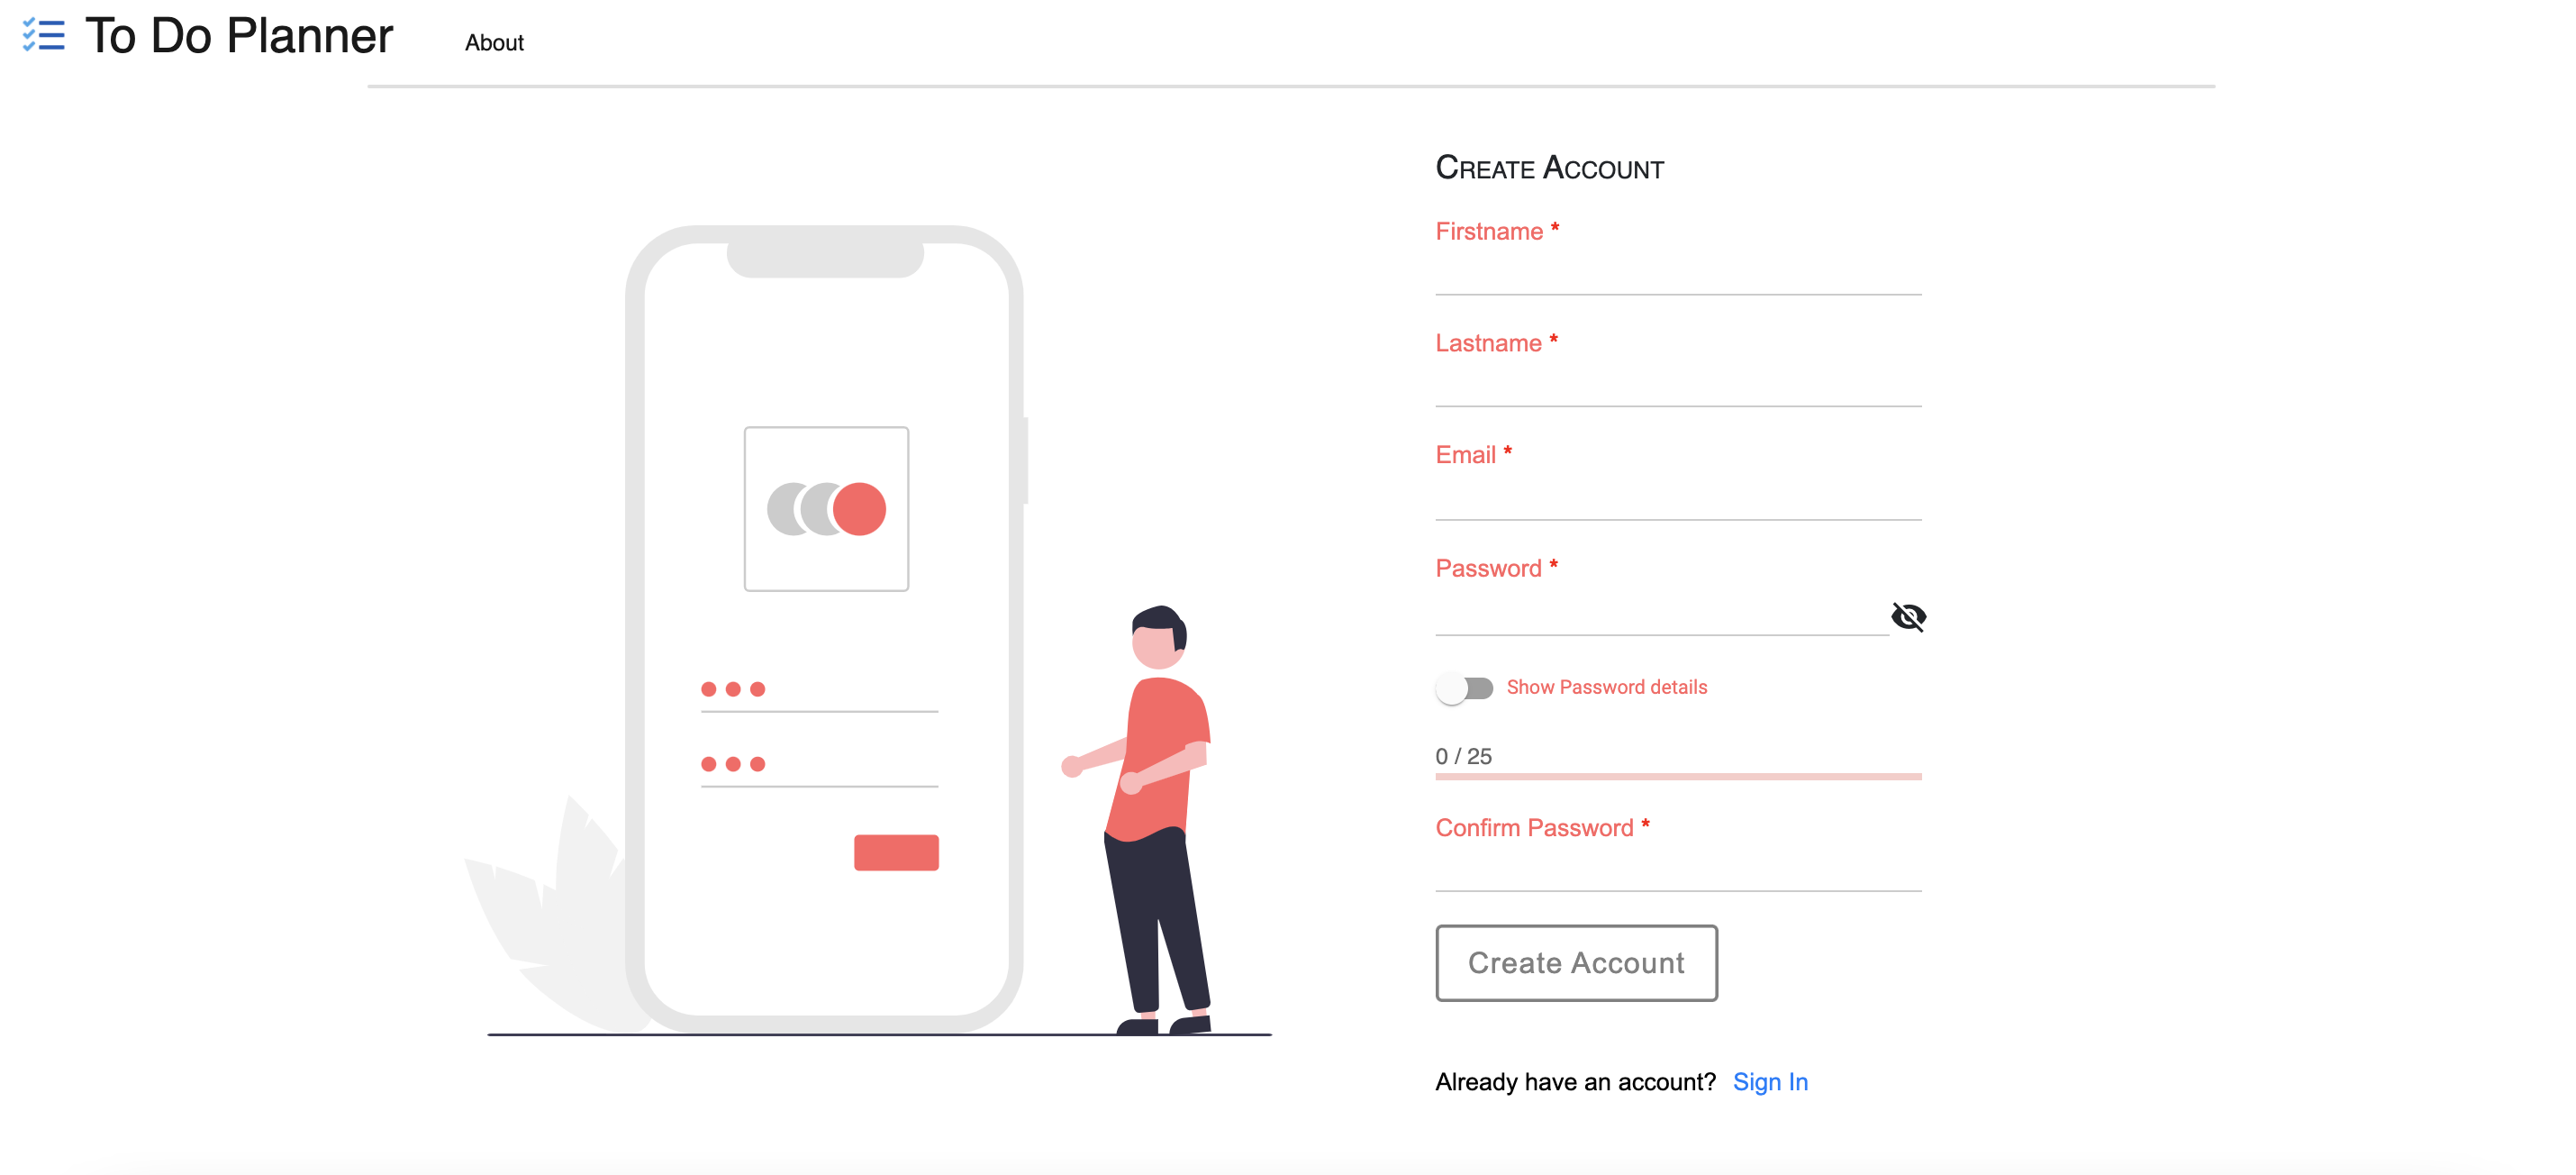 To Do Planner
About
Create Account
Firstname *
Lastname *
Email *
Password *
Show Password details
0 / 25
Confirm Password *
Create Account
Already have an account? Sign In